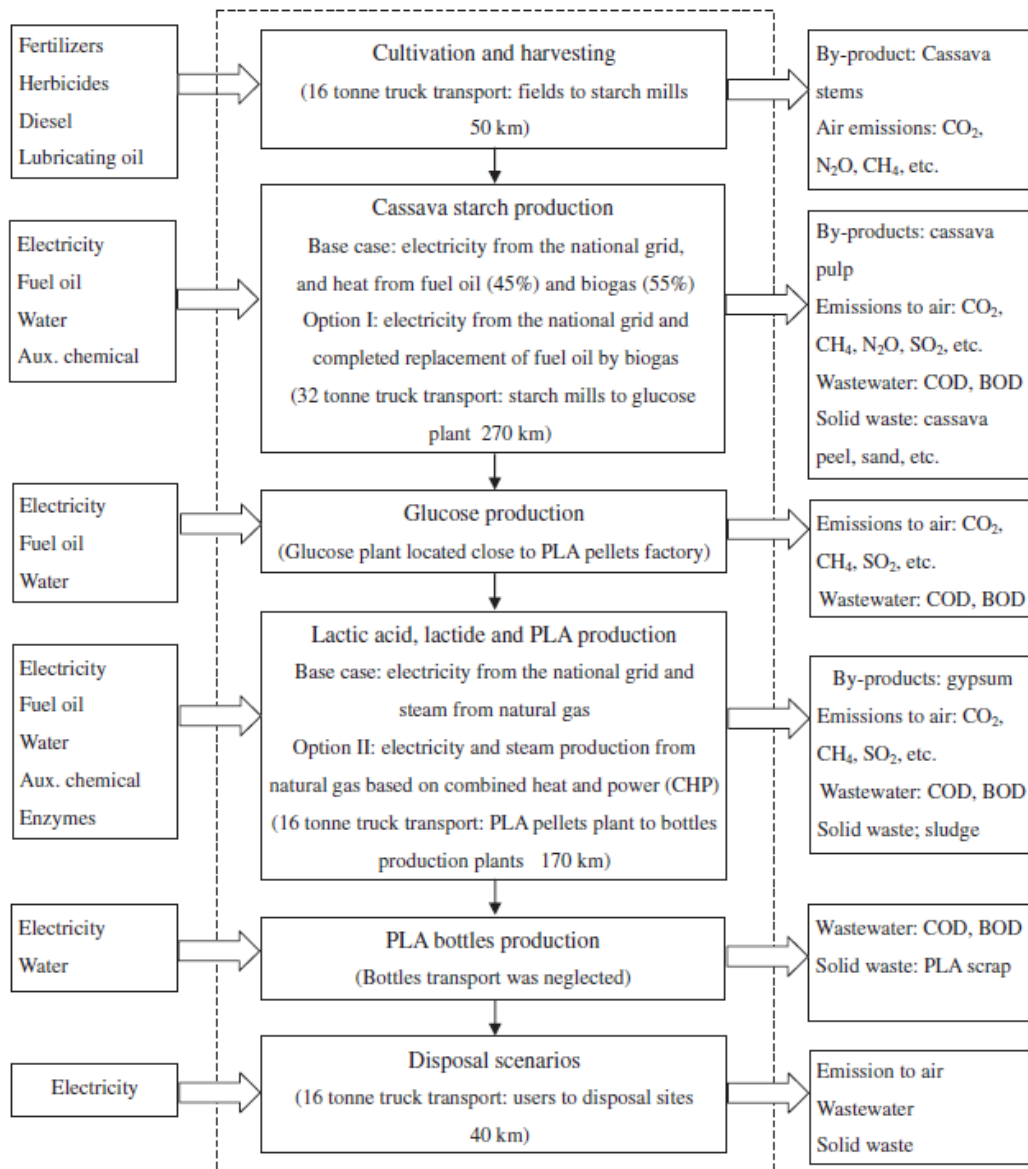 Fertilizers
Herbicides
Diesel
Lubricating oil
Cultivation and harvesting
(16 tonne truck transport: fields to starch mills
50 km)
By-product: Cassava
stems
Air emissions: CO₂,
N₂O, CH₄, etc.
Electricity
Fuel oil
Water
Aux. chemical
Cassava starch production
Base case: electricity from the national grid,
and heat from fuel oil (45%) and biogas (55%)
Option I: electricity from the national grid and
completed replacement of fuel oil by biogas
(32 tonne truck transport: starch mills to glucose
plant 270 km)
By-products: cassava
pulp
Emissions to air: CO₂,
CH₄, N₂O, SO₂, etc.
Wastewater: COD, BOD
Solid waste: cassava
peel, sand, etc.
Electricity
Fuel oil
Water
Glucose production
(Glucose plant located close to PLA pellets factory)
Emissions to air: CO₂,
CH₄, SO₂, etc.
Wastewater: COD, BOD
Electricity
Fuel oil
Water
Aux. chemical
Enzymes
Lactic acid, lactide and PLA production
Base case: electricity from the national grid and
steam from natural gas
Option II: electricity and steam production from
natural gas based on combined heat and power (CHP)
(16 tonne truck transport: PLA pellets plant to bottles
production plants 170 km)
By-products: gypsum
Emissions to air: CO₂,
CH₄, SO₂, etc.
Wastewater: COD, BOD
Solid waste; sludge
Electricity
Water
PLA bottles production
(Bottles transport was neglected)
Wastewater: COD, BOD
Solid waste: PLA scrap
Electricity
Disposal scenarios
(16 tonne truck transport: users to disposal sites
40 km)
Emission to air
Wastewater
Solid waste